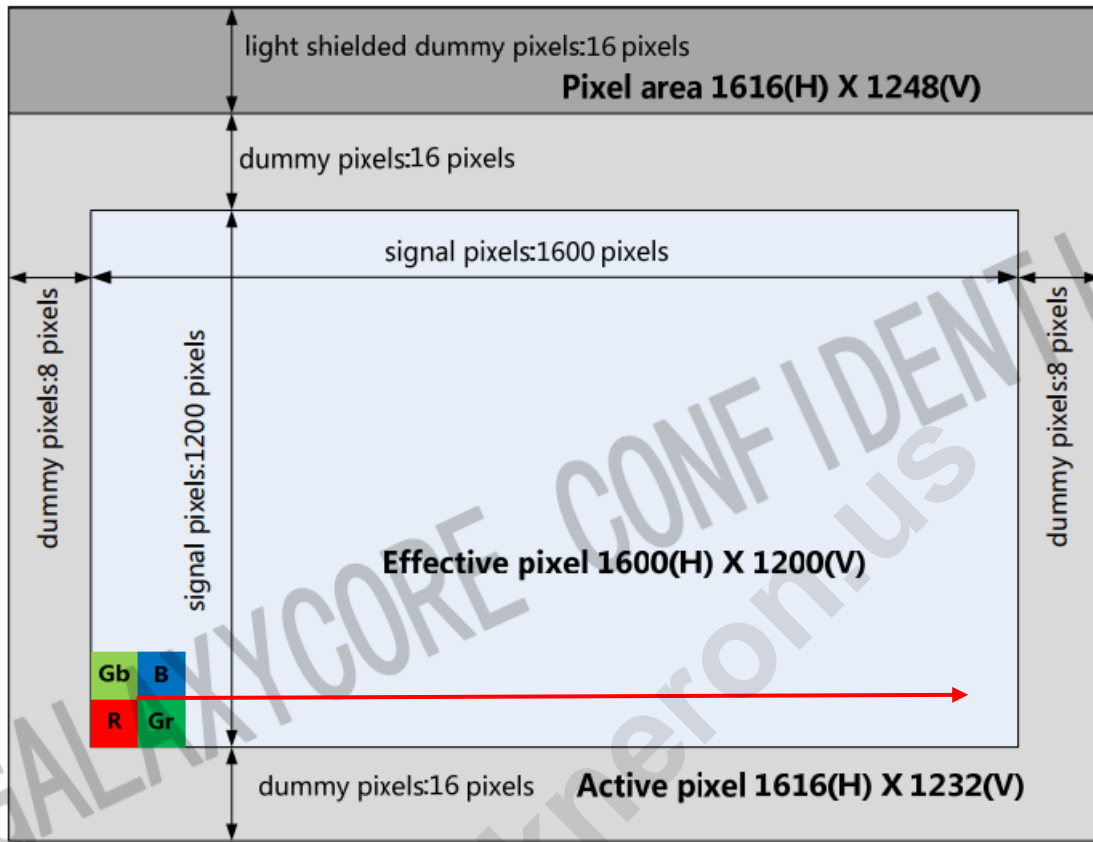 light shielded dummy pixels:16 pixels
Pixel area 1616(H) X 1248(V)
dummy pixels:16 pixels
signal pixels:1600 pixels
dummy pixels:8 pixels
signal pixels:1200 pixels
dummy pixels:8 pixels
Effective pixel 1600(H) X 1200(V)
Gb B
R Gr
dummy pixels:16 pixels
Active pixel 1616(H) X 1232(V)
GALAXYCORE CONFIDENTI
kneron.us